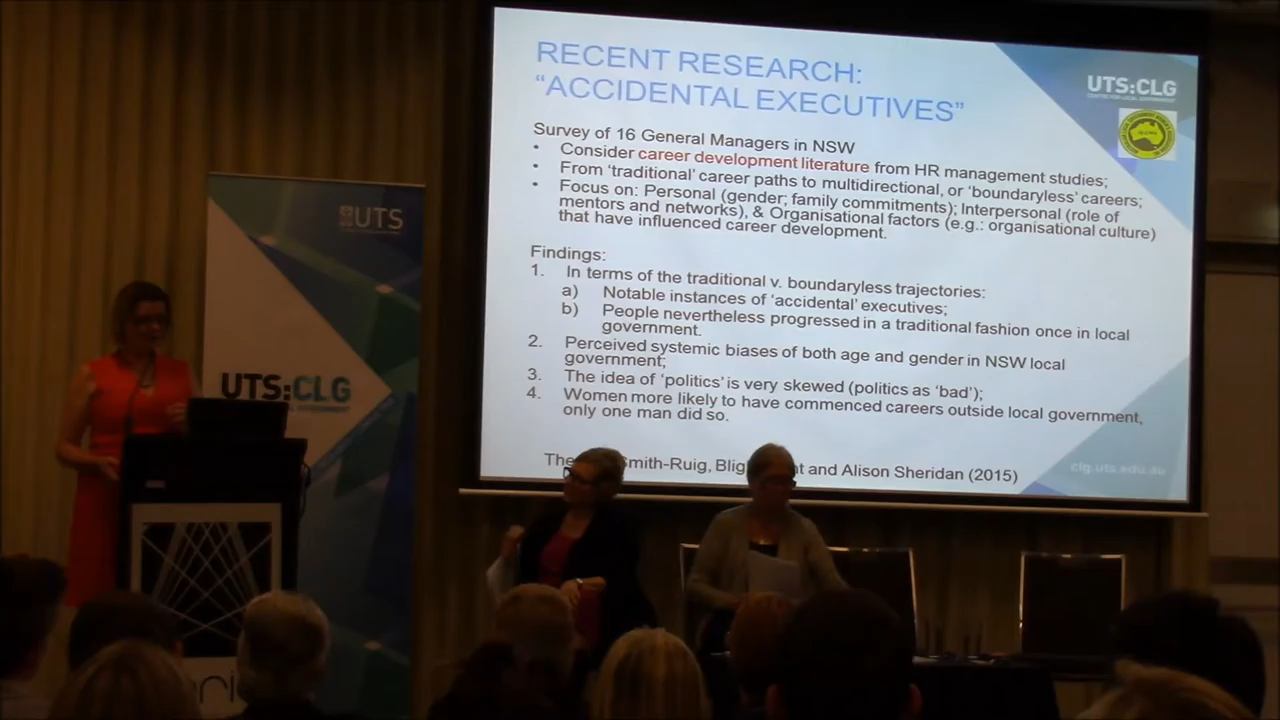 RECENT RESEARCH:
“ACCIDENTAL EXECUTIVES”
UTS:CLG
CENTRE FOR LOCAL GOVERNMENT
Survey of 16 General Managers in NSW
• Consider career development literature from HR management studies;
• From ‘traditional’ career paths to multidirectional, or ‘boundaryless’ careers;
• Focus on: Personal (gender; family commitments); Interpersonal (role of
mentors and networks), & Organisational factors (e.g.: organisational culture)
that have influenced career development.
Findings:
1. In terms of the traditional v. boundaryless trajectories:
a) Notable instances of ‘accidental’ executives;
b) People nevertheless progressed in a traditional fashion once in local
government.
2. Perceived systemic biases of both age and gender in NSW local
government;
3. The idea of ‘politics’ is very skewed (politics as ‘bad’);
4. Women more likely to have commenced careers outside local government,
only one man did so.
Smith-Ruig, and Alison Sheridan (2015)
clg.uts.edu.au
UTS
UTS:CLG